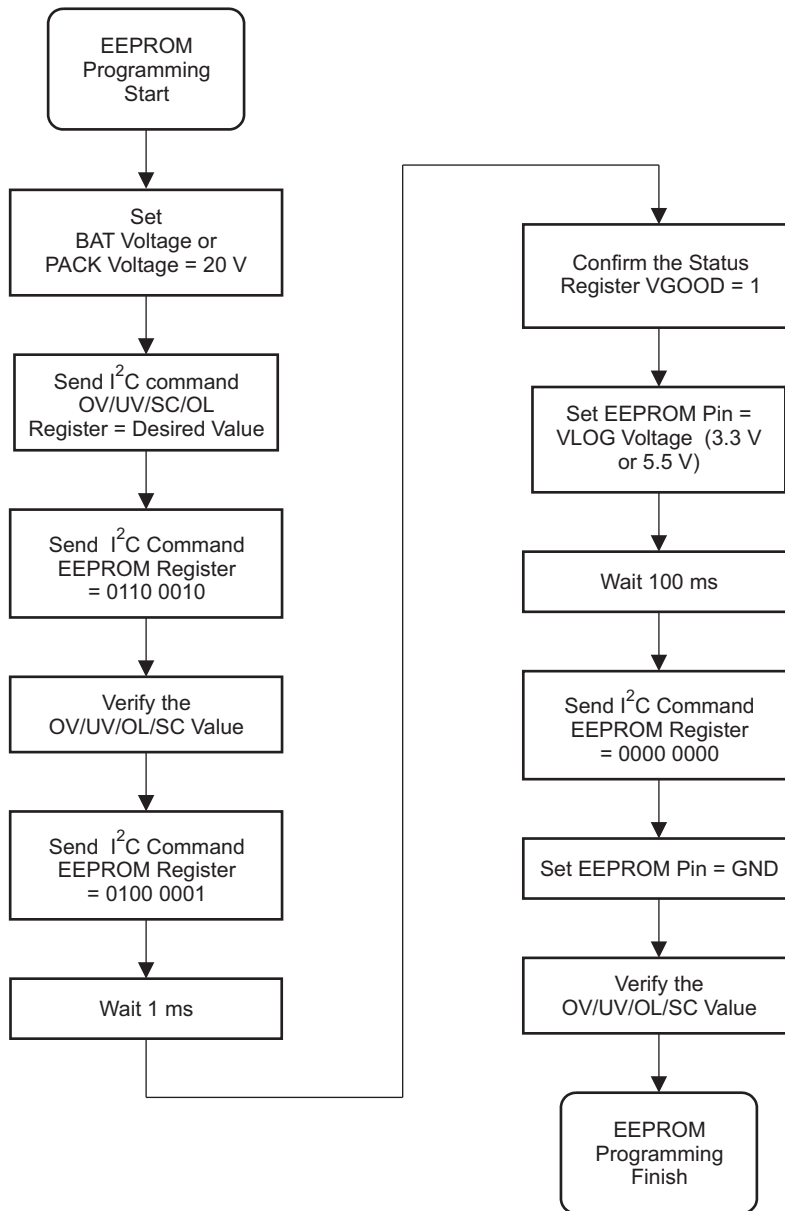 EEPROM
Programming
Start
Set
BAT Voltage or
PACK Voltage = 20 V
Send I²C command
OV/UV/SC/OL
Register = Desired Value
Send I²C Command
EEPROM Register
= 0110 0010
Verify the
OV/UV/OL/SC Value
Send I²C Command
EEPROM Register
= 0100 0001
Wait 1 ms
Confirm the Status
Register VGOOD = 1
Set EEPROM Pin =
VLOG Voltage (3.3 V
or 5.5 V)
Wait 100 ms
Send I²C Command
EEPROM Register
= 0000 0000
Set EEPROM Pin = GND
Verify the
OV/UV/OL/SC Value
EEPROM
Programming
Finish